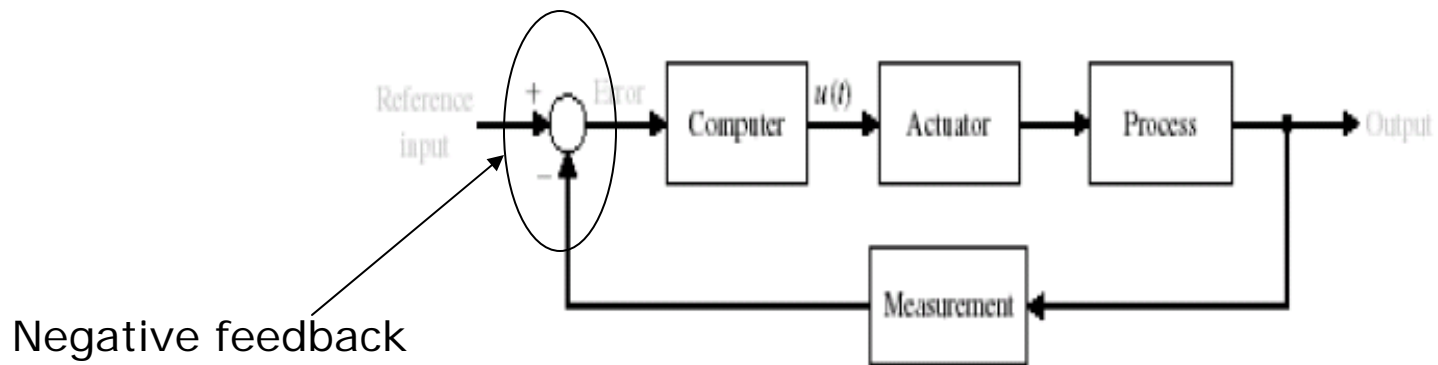 Reference
input
+
Error
Computer
u(t)
Actuator
Process
Output
−
Measurement
Negative feedback